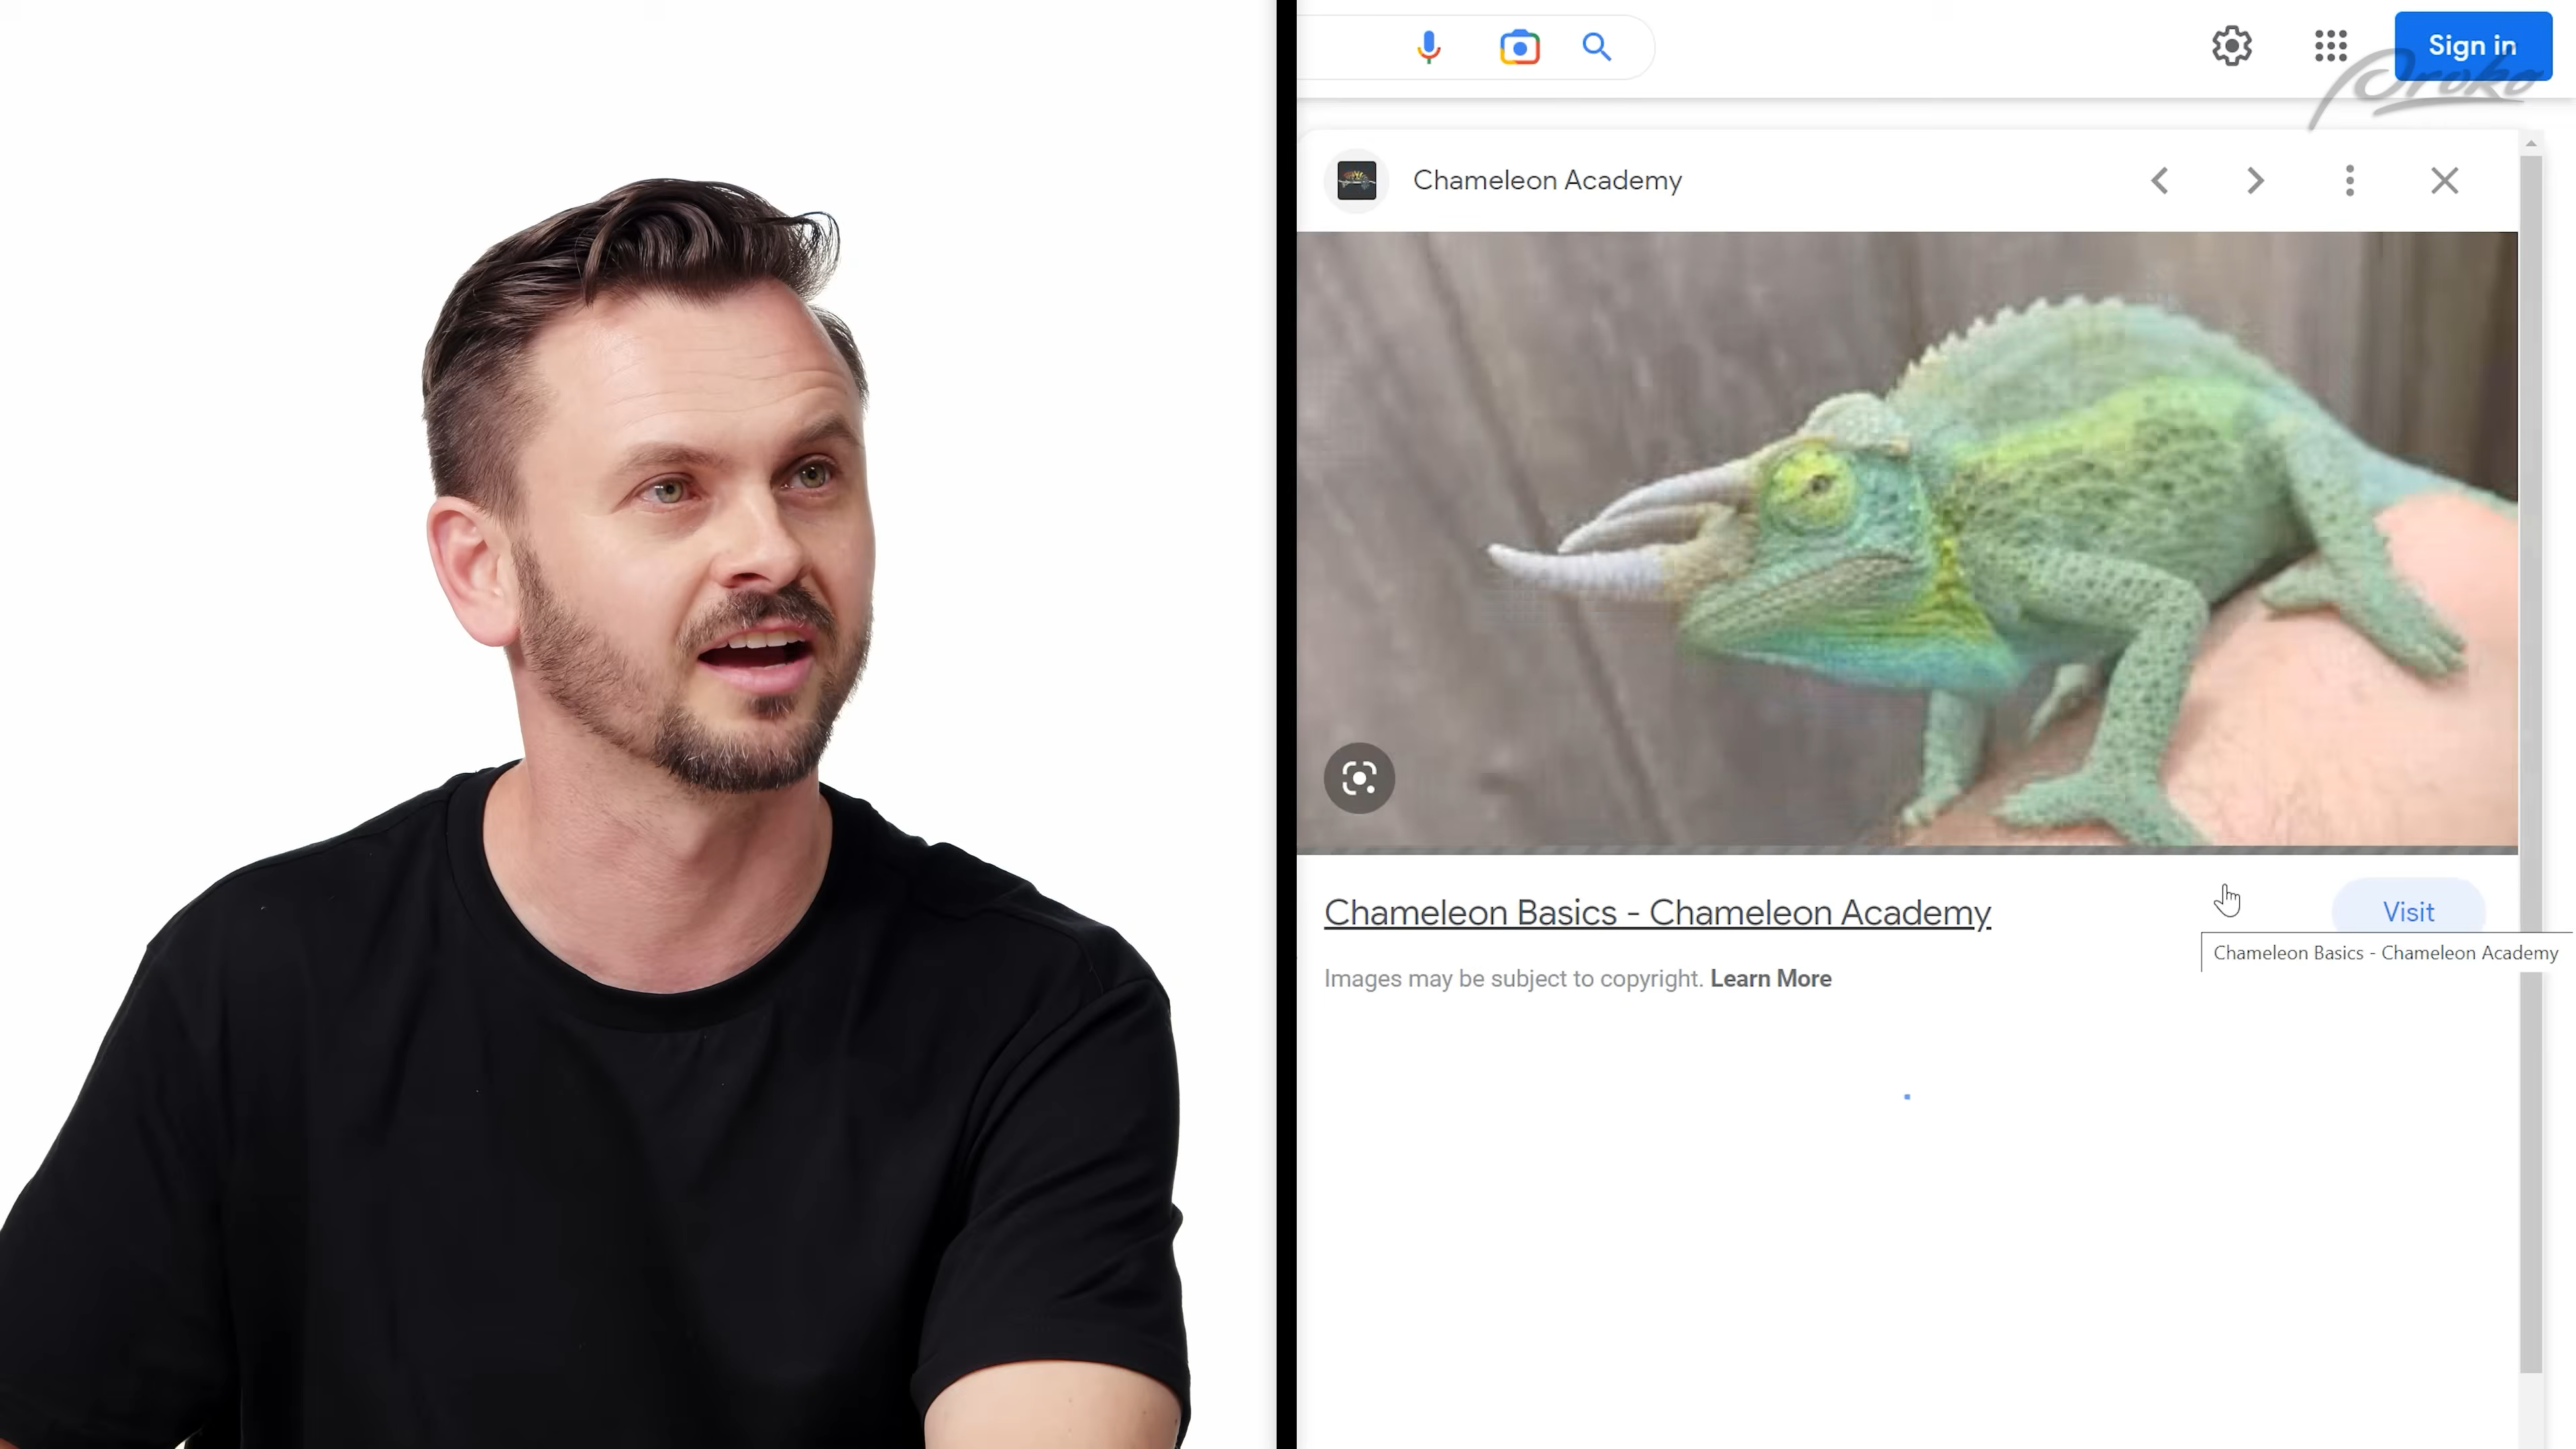 Sign in
Proko
Chameleon Academy
Chameleon Basics - Chameleon Academy
Visit
Chameleon Basics - Chameleon Academy
Images may be subject to copyright. Learn More